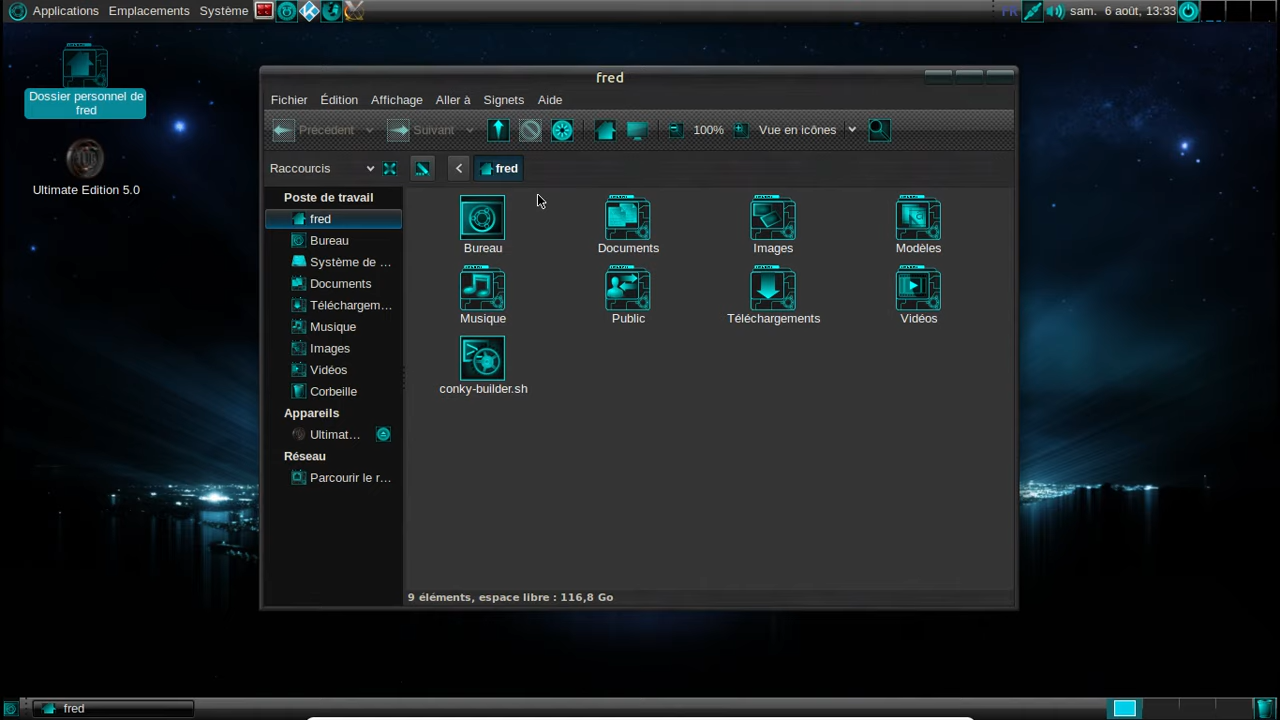 Applications Emplacements Système
FR
sam. 6 août, 13:33
Dossier personnel de
fred
Ultimate Edition 5.0
fred
Fichier Édition Affichage Aller à Signets Aide
Précédent Suivant 100% Vue en icônes
Raccourcis
fred
Poste de travail
fred
Bureau
Système de ...
Documents
Téléchargem...
Musique
Images
Vidéos
Corbeille
Appareils
Ultimat...
Réseau
Parcourir le r...
Bureau Documents Images Modèles
Musique Public Téléchargements Vidéos
conky-builder.sh
9 éléments, espace libre : 116,8 Go
fred